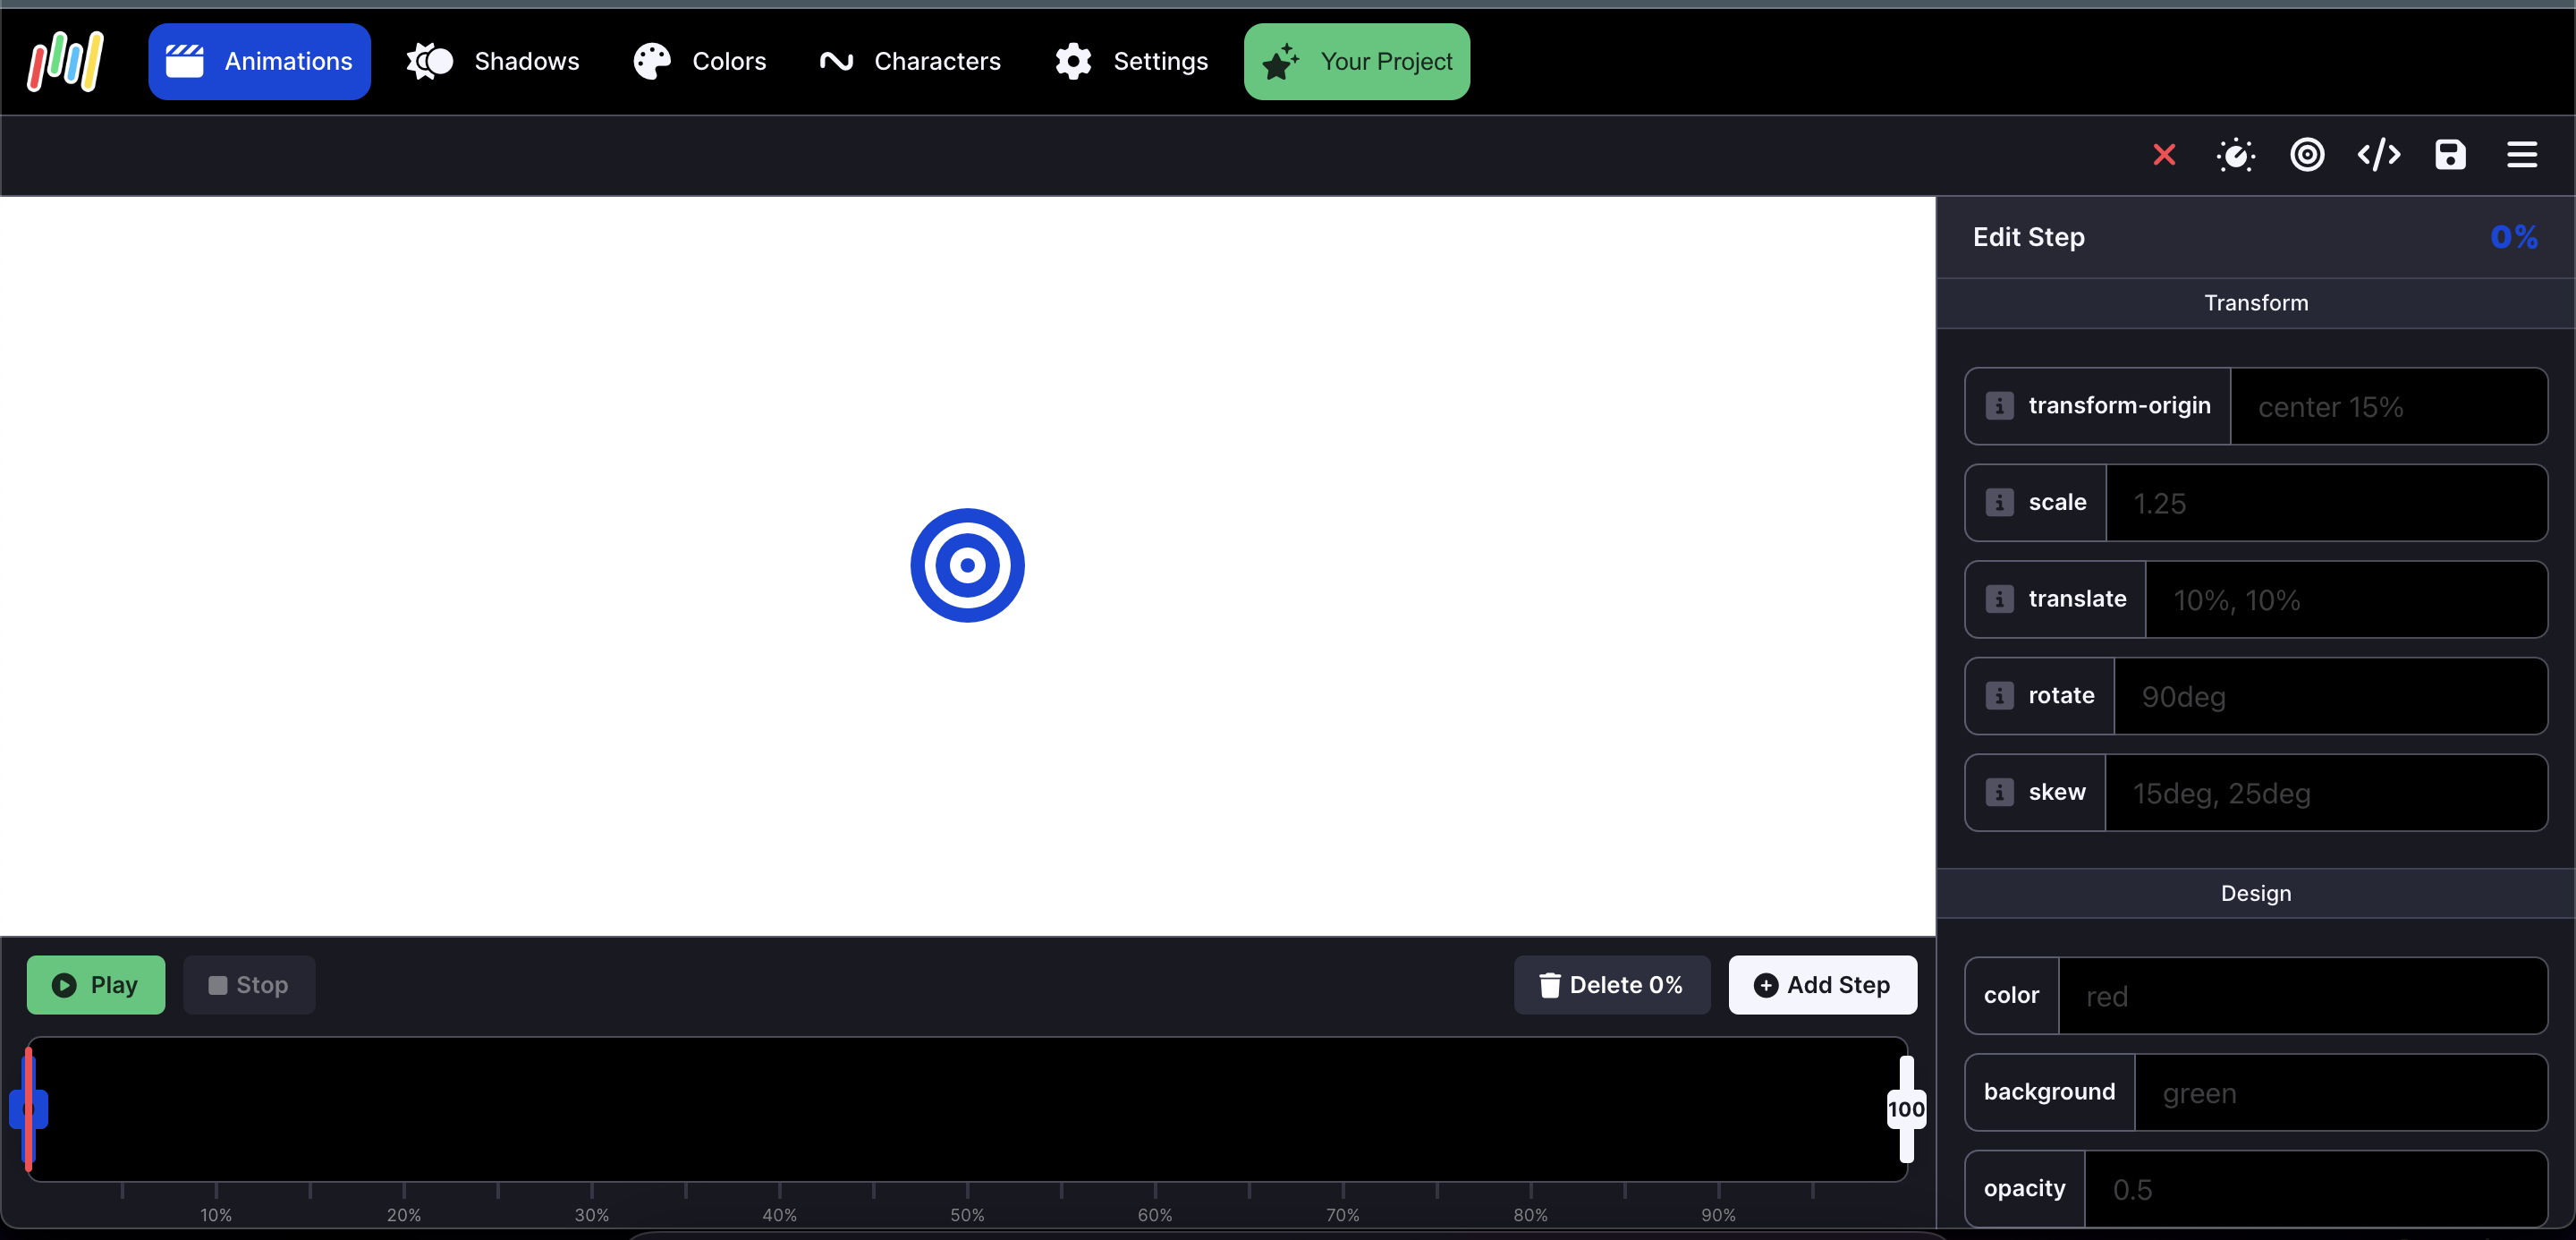 Animations
Shadows
Colors
Characters
Settings
Your Project
Edit Step 0%
Transform
transform-origin center 15%
scale 1.25
translate 10%, 10%
rotate 90deg
skew 15deg, 25deg
Design
color red
background green
opacity 0.5
Play
Stop
Delete 0%
Add Step
100
10% 20% 30% 40% 50% 60% 70% 80% 90%